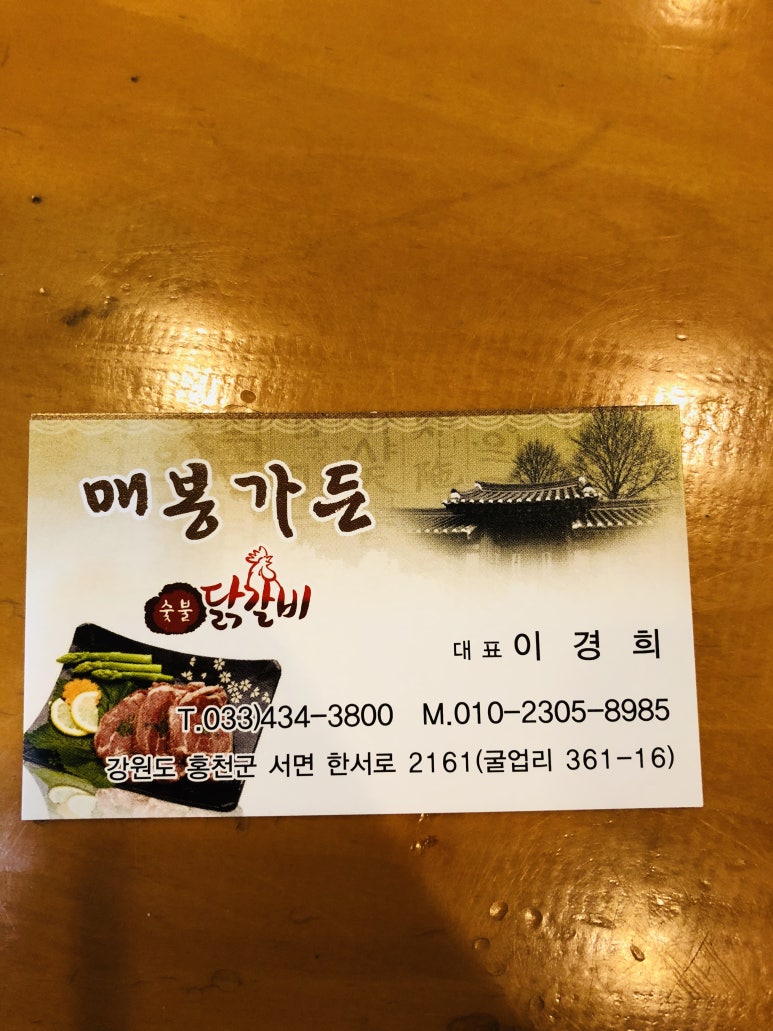 매봉가든
숯불 닭갈비
대표 이경희
T.033)434-3800 M.010-2305-8985
강원도 홍천군 서면 한서로 2161(굴업리 361-16)